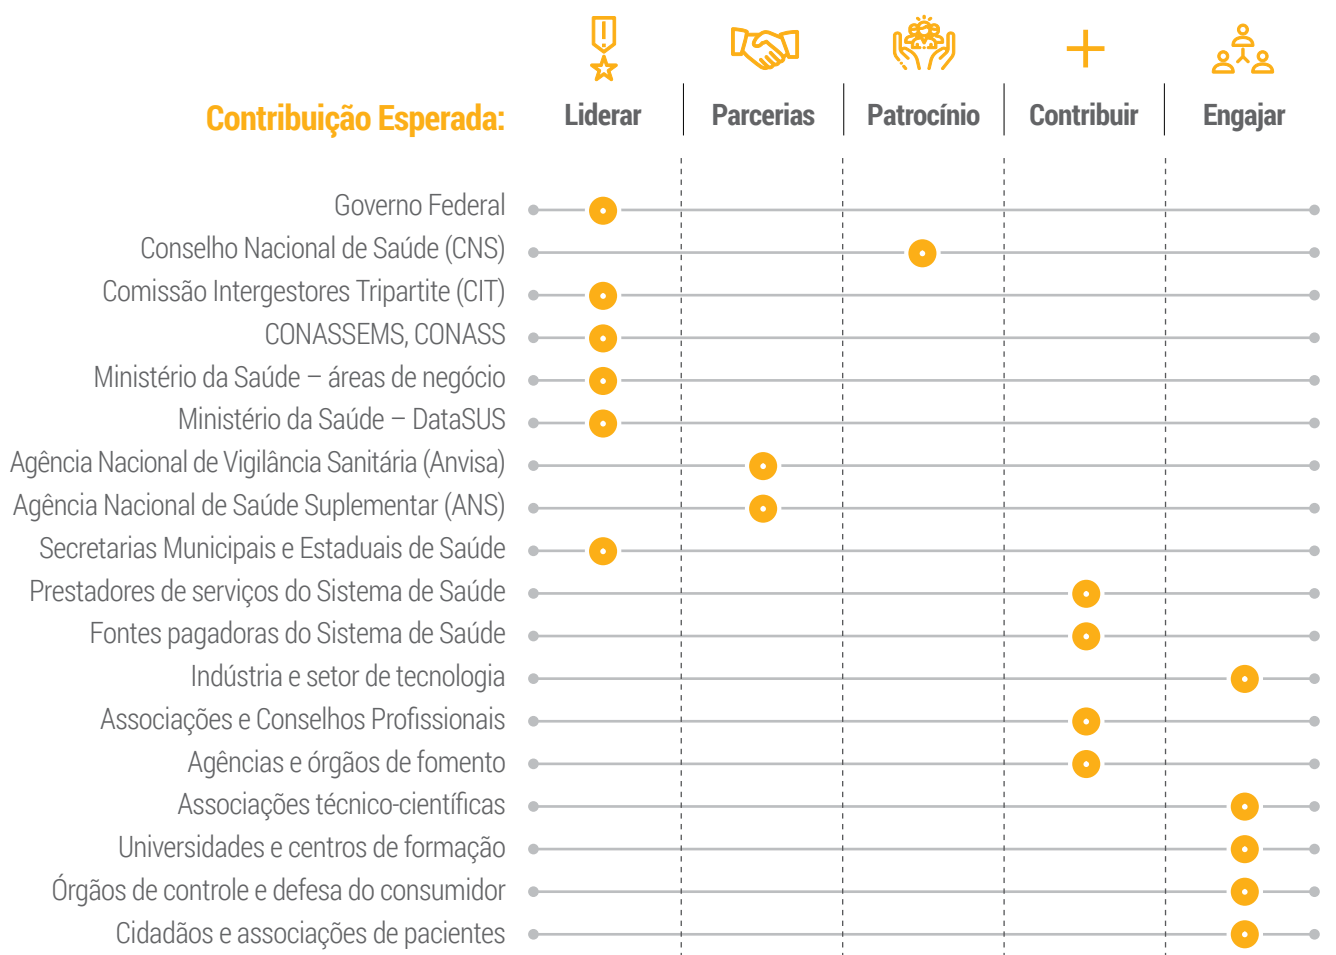 Contribuição Esperada:
Liderar
Parcerias
Patrocínio
Contribuir
Engajar
Governo Federal
Conselho Nacional de Saúde (CNS)
Comissão Intergestores Tripartite (CIT)
CONASSEMS, CONASS
Ministério da Saúde – áreas de negócio
Ministério da Saúde – DataSUS
Agência Nacional de Vigilância Sanitária (Anvisa)
Agência Nacional de Saúde Suplementar (ANS)
Secretarias Municipais e Estaduais de Saúde
Prestadores de serviços do Sistema de Saúde
Fontes pagadoras do Sistema de Saúde
Indústria e setor de tecnologia
Associações e Conselhos Profissionais
Agências e órgãos de fomento
Associações técnico-científicas
Universidades e centros de formação
Órgãos de controle e defesa do consumidor
Cidadãos e associações de pacientes